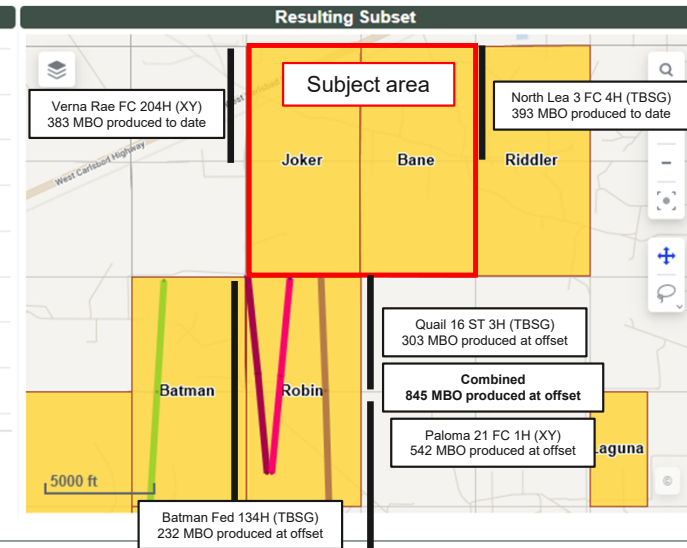 Resulting Subset
Subject area
Verna Rae FC 204H (XY)
383 MBO produced to date
North Lea 3 FC 4H (TBSG)
393 MBO produced to date
West Carlsbad Highway
Joker
Bane
Riddler
Quail 16 ST 3H (TBSG)
303 MBO produced at offset
Combined
845 MBO produced at offset
Batman
Robin
Paloma 21 FC 1H (XY)
542 MBO produced at offset
aguna
5000 ft
©
Batman Fed 134H (TBSG)
232 MBO produced at offset